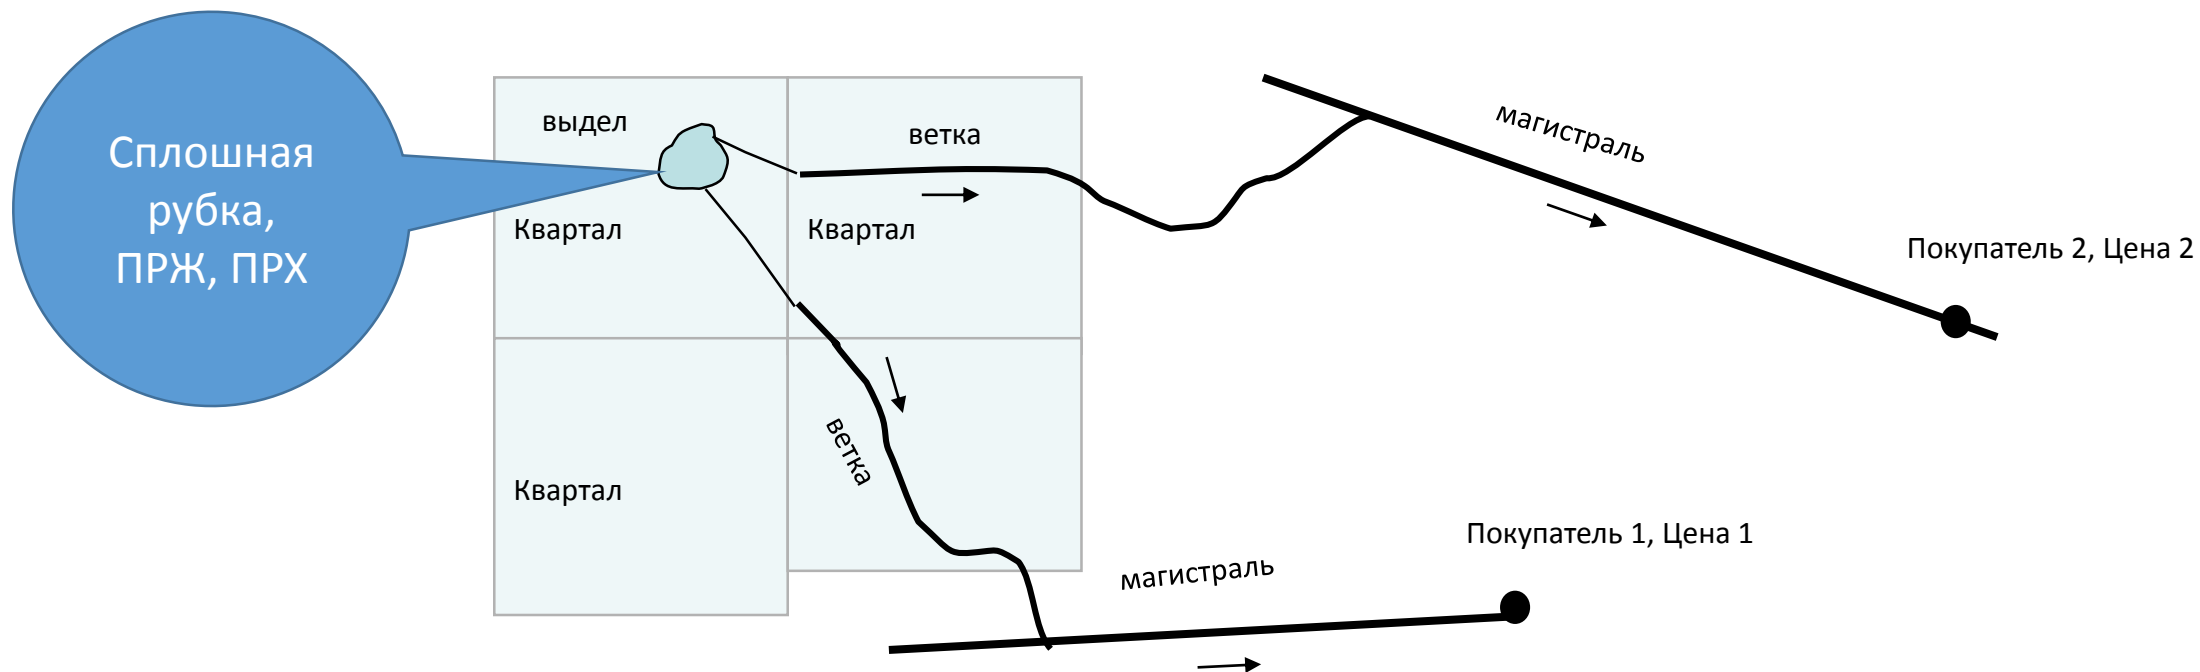 Сплошная
рубка,
ПРЖ, ПРХ
выдел
ветка
магистраль
Квартал
Квартал
Покупатель 2, Цена 2
ветка
Квартал
Покупатель 1, Цена 1
магистраль